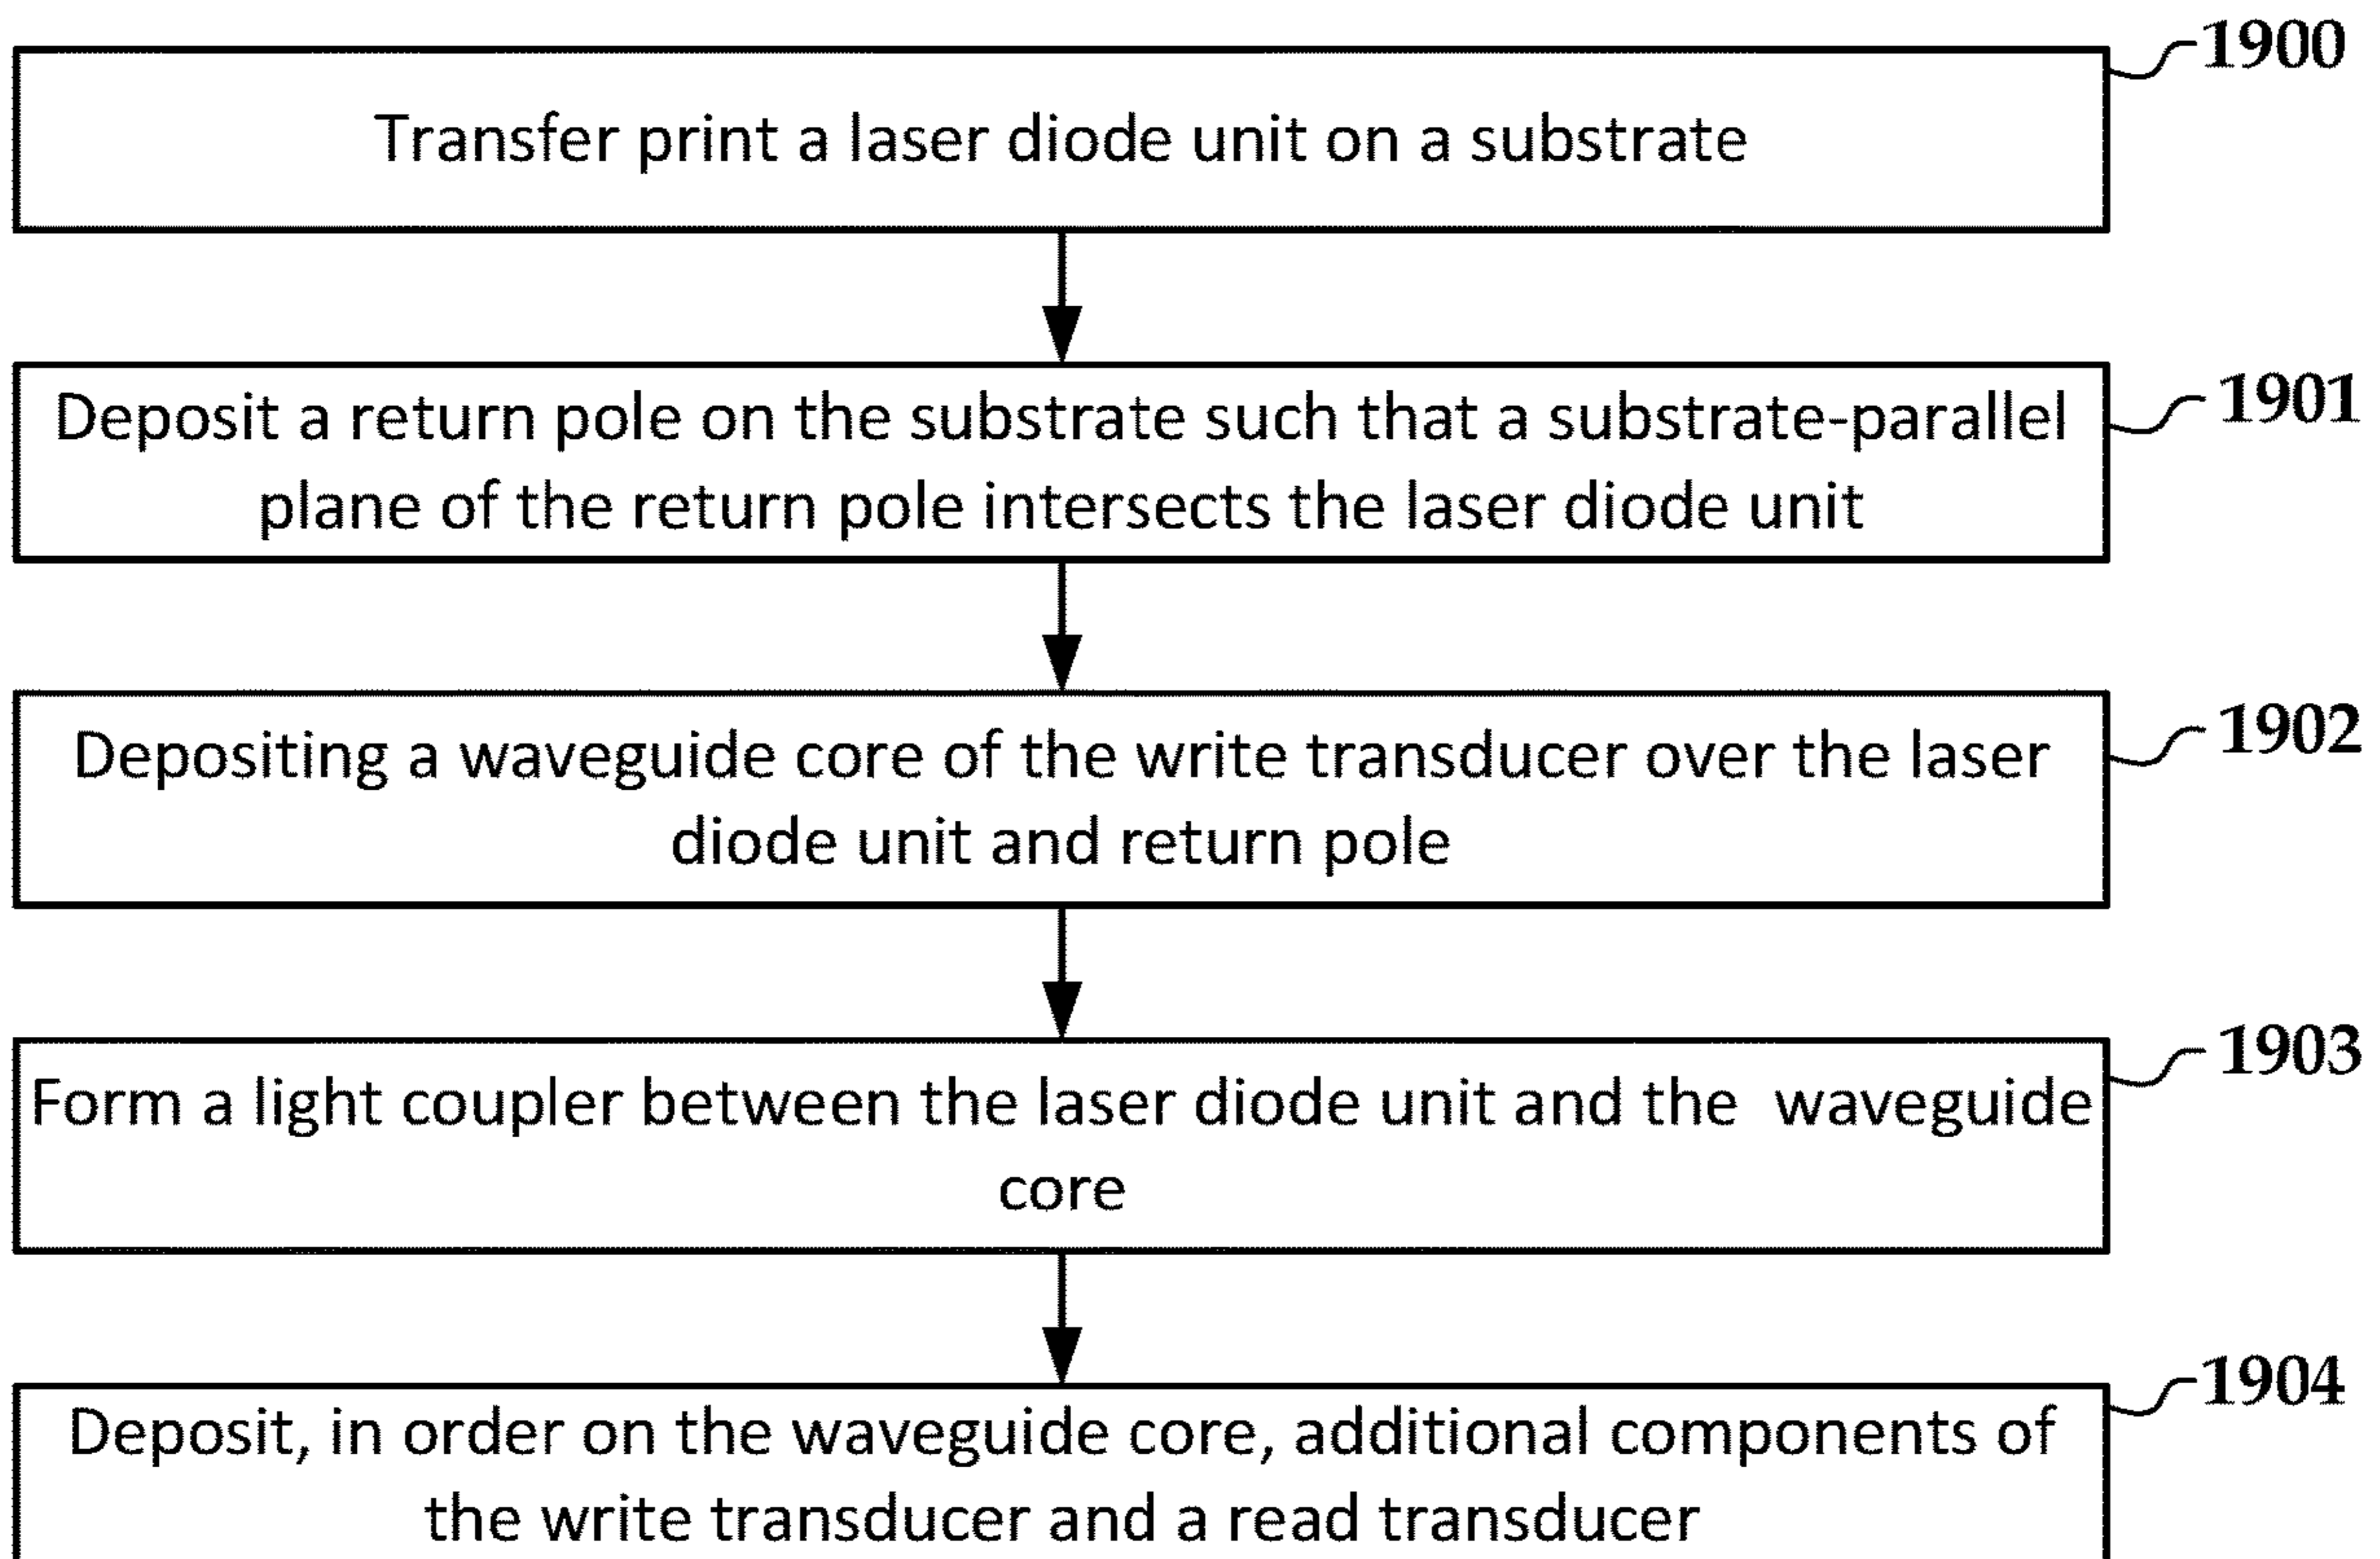 1900
Transfer print a laser diode unit on a substrate
1901
Deposit a return pole on the substrate such that a substrate-parallel
plane of the return pole intersects the laser diode unit
1902
Depositing a waveguide core of the write transducer over the laser
diode unit and return pole
1903
Form a light coupler between the laser diode unit and the waveguide
core
1904
Deposit, in order on the waveguide core, additional components of
the write transducer and a read transducer